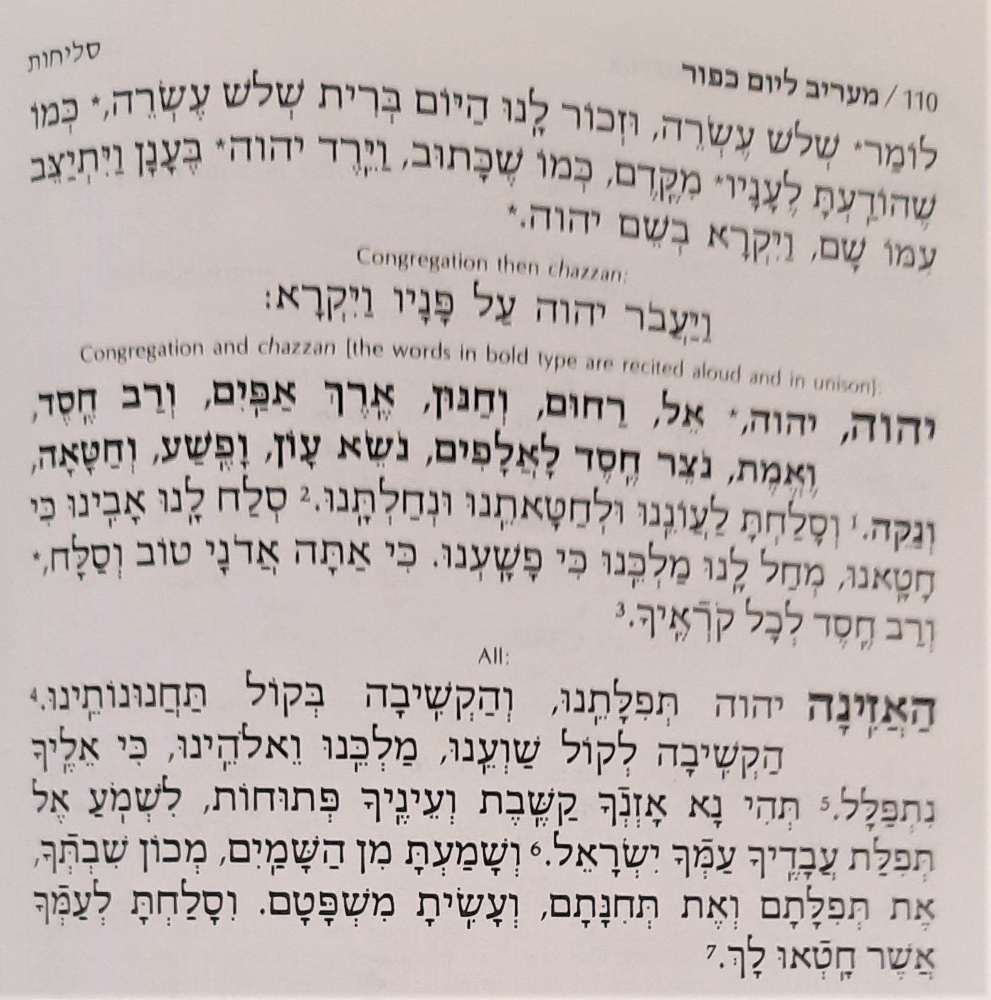 110 / מעריב ליום כפור
סליחות
לוֹמַר* שְׁלֹשׁ עֶשְׂרֵה, וּזְכוֹר לָֽנוּ הַיּוֹם בְּרִית שְׁלֹשׁ עֶשְׂרֵה,* כְּמוֹ
שֶׁהוֹדַֽעְתָּ לֶעָנָיו* מִקֶּֽדֶם, כְּמוֹ שֶׁכָּתוּב, וַיֵּֽרֶד יהוה* בֶּעָנָן וַיִּתְיַצֵּב
עִמּוֹ שָׁם, וַיִּקְרָא בְשֵׁם יהוה.*
Congregation then chazzan:
וַיַּעֲבֹר יהוה עַל פָּנָיו וַיִּקְרָא:
Congregation and chazzan [the words in bold type are recited aloud and in unison]:
יהוה, יהוה,* אֵל, רַחוּם, וְחַנּוּן, אֶֽרֶךְ אַפַּֽיִם, וְרַב חֶֽסֶד,
וֶאֱמֶת, נֹצֵר חֶֽסֶד לָאֲלָפִים, נֹשֵׂא עָוֹן, וָפֶֽשַׁע, וְחַטָּאָה,
וְנַקֵּה.¹ וְסָלַחְתָּ לַעֲוֹנֵֽנוּ וּלְחַטָּאתֵֽנוּ וּנְחַלְתָּֽנוּ.² סְלַח לָֽנוּ אָבִֽינוּ כִּי
חָטָֽאנוּ, מְחַל לָֽנוּ מַלְכֵּֽנוּ כִּי פָשָֽׁעְנוּ. כִּי אַתָּה אֲדֹנָי טוֹב וְסַלָּח,*
וְרַב חֶֽסֶד לְכָל קֹרְאֶֽיךָ.³
All:
הַאֲזִֽינָה יהוה תְּפִלָּתֵֽנוּ, וְהַקְשִֽׁיבָה בְּקוֹל תַּחֲנוּנוֹתֵֽינוּ.⁴
הַקְשִֽׁיבָה לְקוֹל שַׁוְעֵֽנוּ, מַלְכֵּֽנוּ וֵאלֹהֵֽינוּ, כִּי אֵלֶֽיךָ
נִתְפַּלָּל.⁵ תְּהִי נָא אָזְנְךָ קַשֶּֽׁבֶת וְעֵינֶֽיךָ פְּתוּחוֹת, לִשְׁמֹֽעַ אֶל
תְּפִלַּת עֲבָדֶֽיךָ עַמְּךָ יִשְׂרָאֵל.⁶ וְשָׁמַעְתָּ מִן הַשָּׁמַֽיִם, מְכוֹן שִׁבְתְּךָ,
אֶת תְּפִלָּתָם וְאֶת תְּחִנָּתָם, וְעָשִֽׂיתָ מִשְׁפָּטָם. וְסָלַחְתָּ לְעַמְּךָ
אֲשֶׁר חָֽטְאוּ לָךְ.⁷